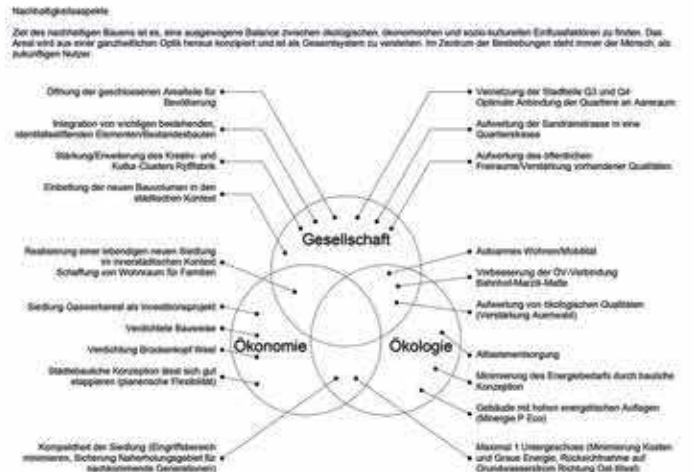 Nachhaltigkeitsaspekte
Ziel des nachhaltigen Bauens ist es, eine ausgewogene Balance zwischen ökologischen, ökonomischen und sozio-kulturellen Einflussfaktoren zu finden. Das
Areal wird aus einer ganzheitlichen Optik heraus konzipiert und ist als Gesamtsystem zu verstehen. Im Zentrum der Bestrebungen steht immer der Mensch, als
zukünftigen Nutzer.
Öffnung der geschlossenen Arealteile für
Bevölkerung
Integration von wichtigen bestehenden,
identitätsstiftenden Elementen/Bestandesbauten
Stärkung/Erweiterung des Kreativ- und
Kultur-Clusters Ryfffabrik
Einbettung der neuen Bauvolumen in den
städtischen Kontext
Realisierung einer lebendigen neuen Siedlung
im innerstädtischen Kontext
Schaffung von Wohnraum für Familien
Siedlung Gaswerkareal als Investitionsprojekt
Verdichtete Bauweise
Verdichtung Brückenkopf West
Städtebauliche Konzeption lässt sich gut
etappieren (planerische Flexibilität)
Kompaktheit der Siedlung (Eingriffsbereich
minimieren, Sicherung Naherholungsgebiet für
nachkommende Generationen)
Vernetzung der Stadtteile Q3 und Q4
Optimale Anbindung der Quartiere an Aareraum
Aufwertung der Sandrainstrasse in eine
Quartierstrasse
Aufwertung des öffentlichen
Freiraums/Verstärkung vorhandener Qualitäten
Gesellschaft
Autoarmes Wohnen/Mobilität
Verbesserung der ÖV-Verbindung
Bahnhof-Marzili-Matte
Aufwertung von ökologischen Qualitäten
(Verstärkung Auenwald)
Ökonomie
Ökologie
Altlastenentsorgung
Minimierung des Energiebedarfs durch bauliche
Konzeption
Gebäude mit hohen energetischen Auflagen
(Minergie P Eco)
Maximal 1 Untergeschoss (Minimierung Kosten
und Graue Energie, Rücksichtnahme auf
Grundwasserstrom Richtung